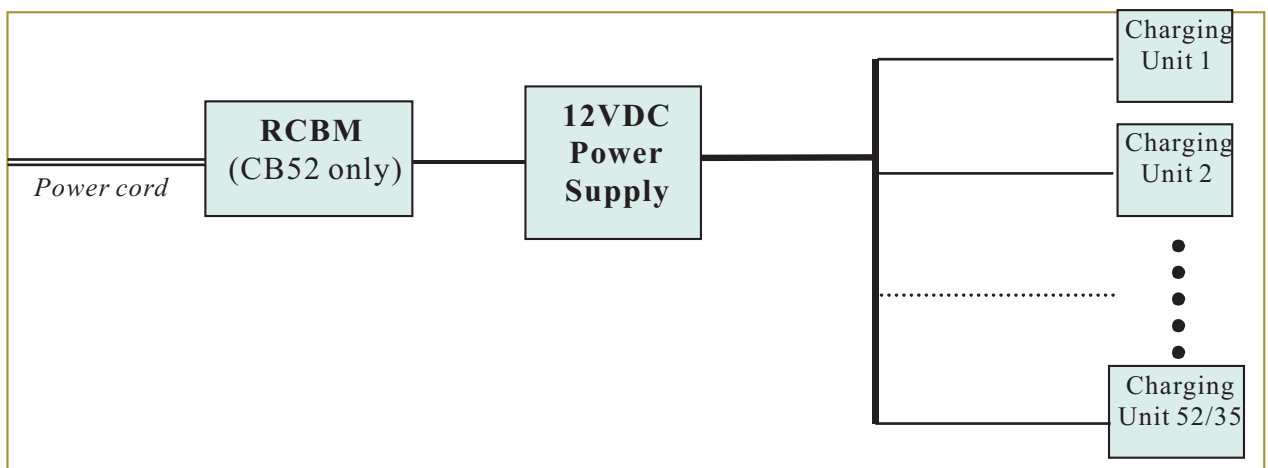 Power cord
RCBM
(CB52 only)
12VDC
Power
Supply
Charging
Unit 1
Charging
Unit 2
Charging
Unit 52/35